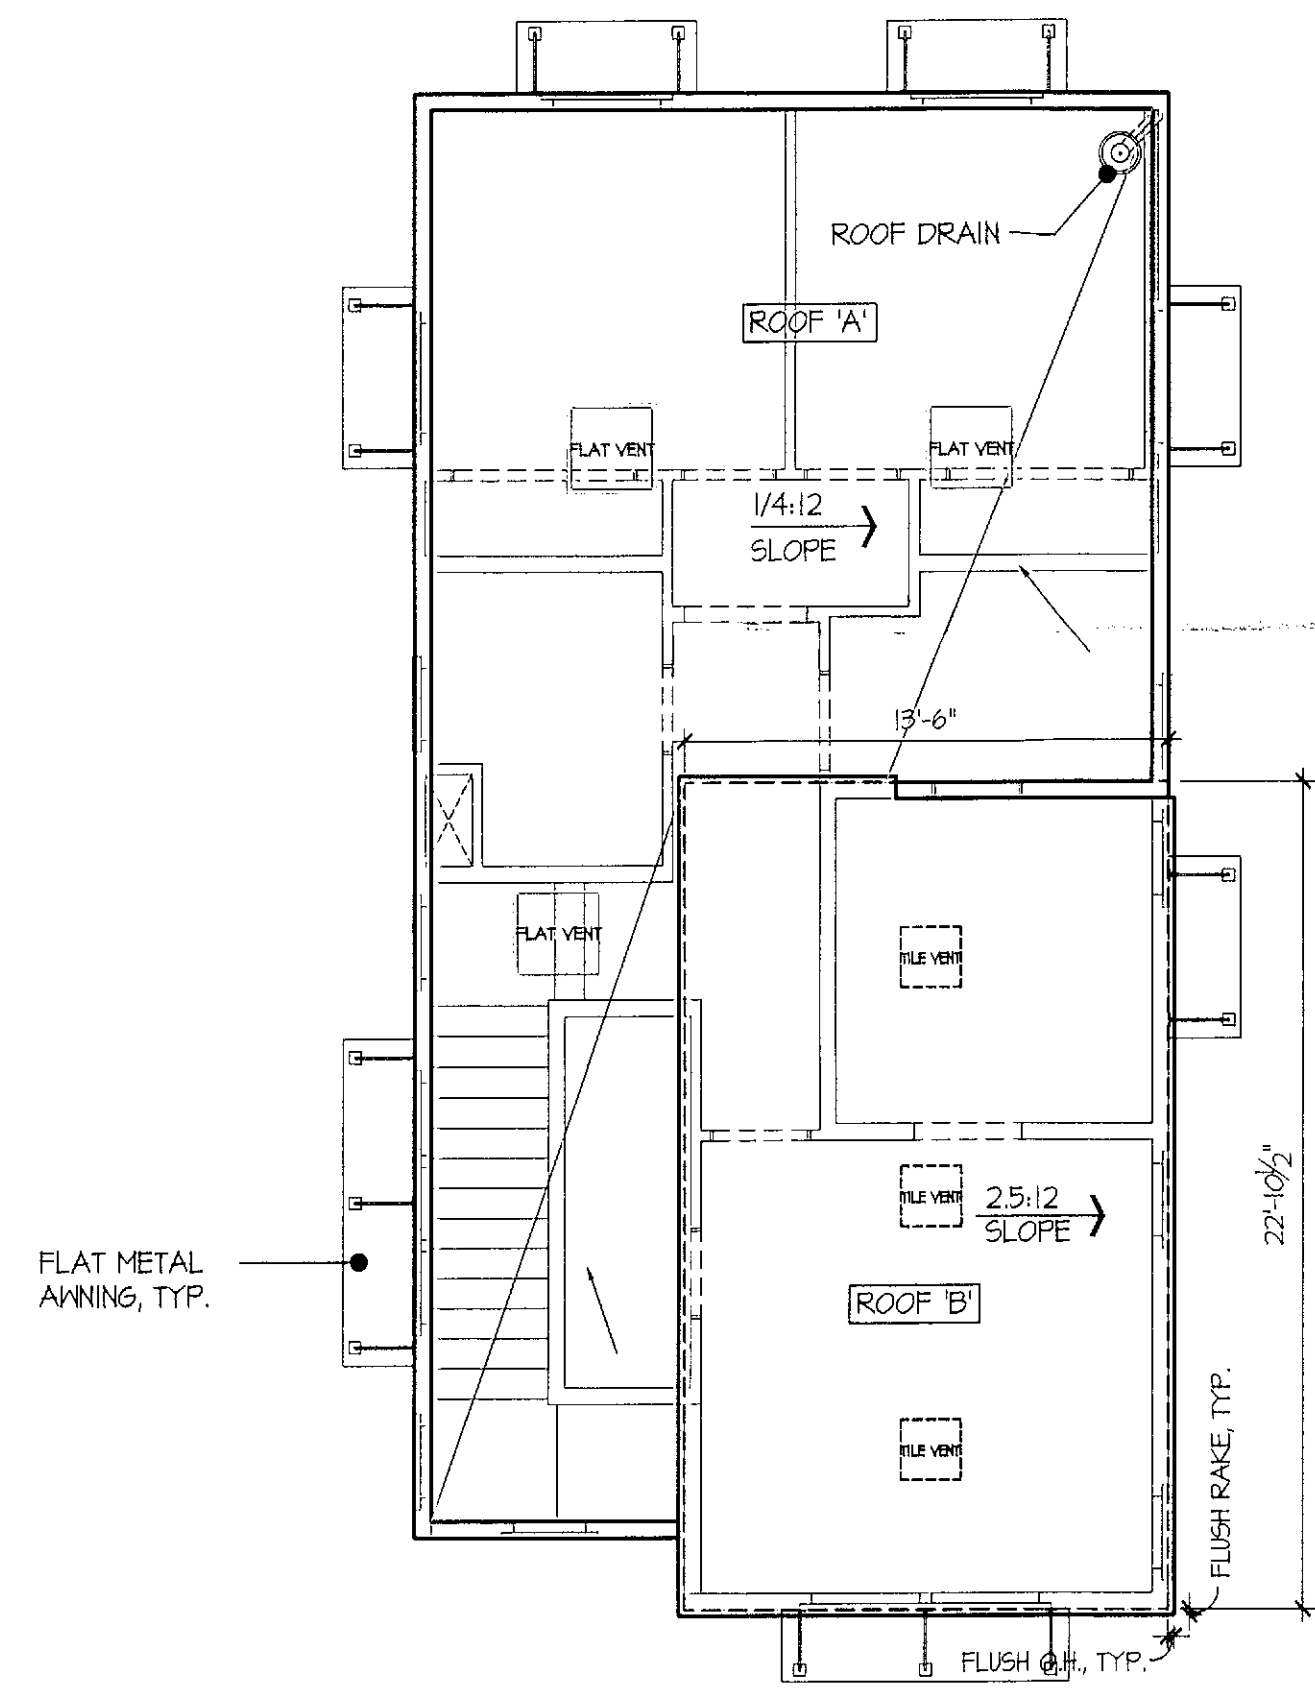 ROOF DRAIN
ROOF 'A'
FLAT VENT
FLAT VENT
1/4:12
SLOPE
13'-6"
FLAT VENT
TILE VENT
TILE VENT
2.5:12
SLOPE
22'-10½"
FLAT METAL
AWNING, TYP.
ROOF 'B'
FLUSH RAKE, TYP.
TILE VENT
FLUSH O.H., TYP.